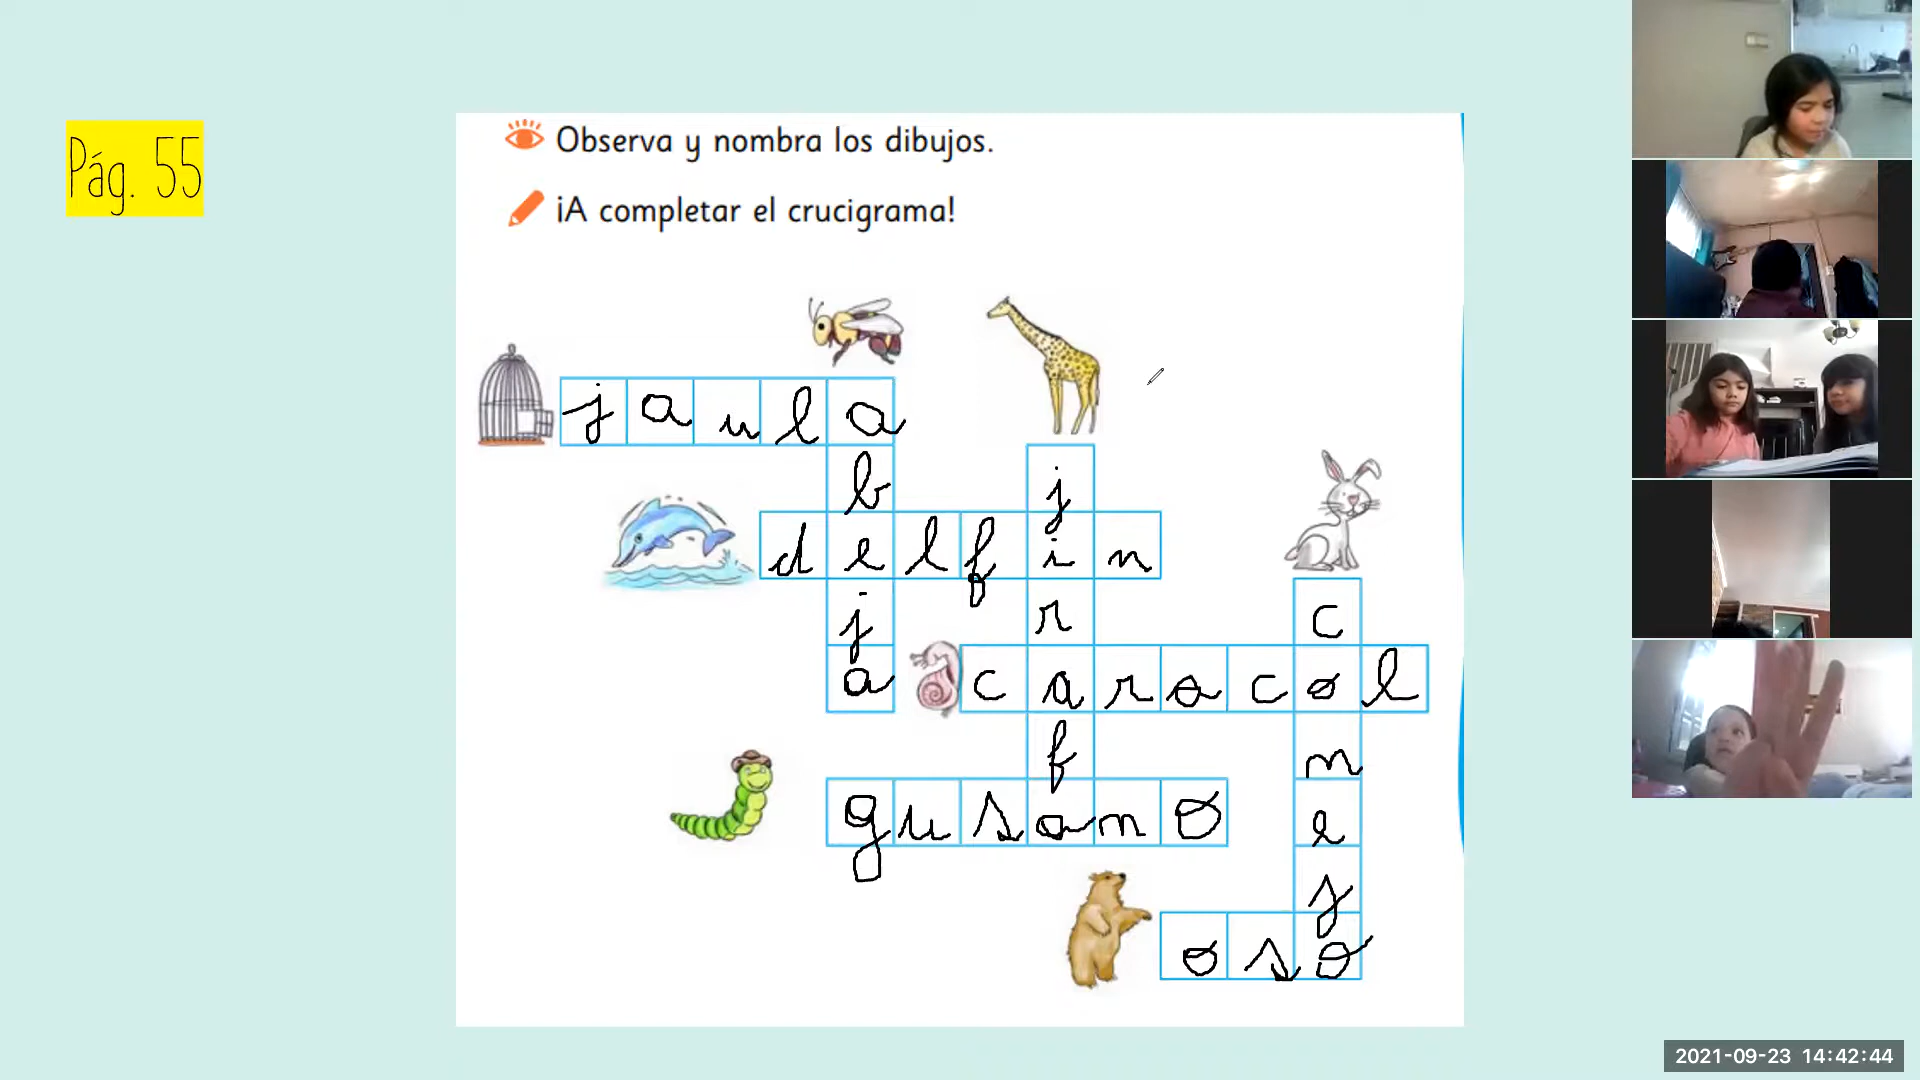 Pág. 55
Observa y nombra los dibujos.
¡A completar el crucigrama!
jaula
abeja
jirafa
delfin
conejo
caracol
gusano
oso
2021-09-23 14:42:44